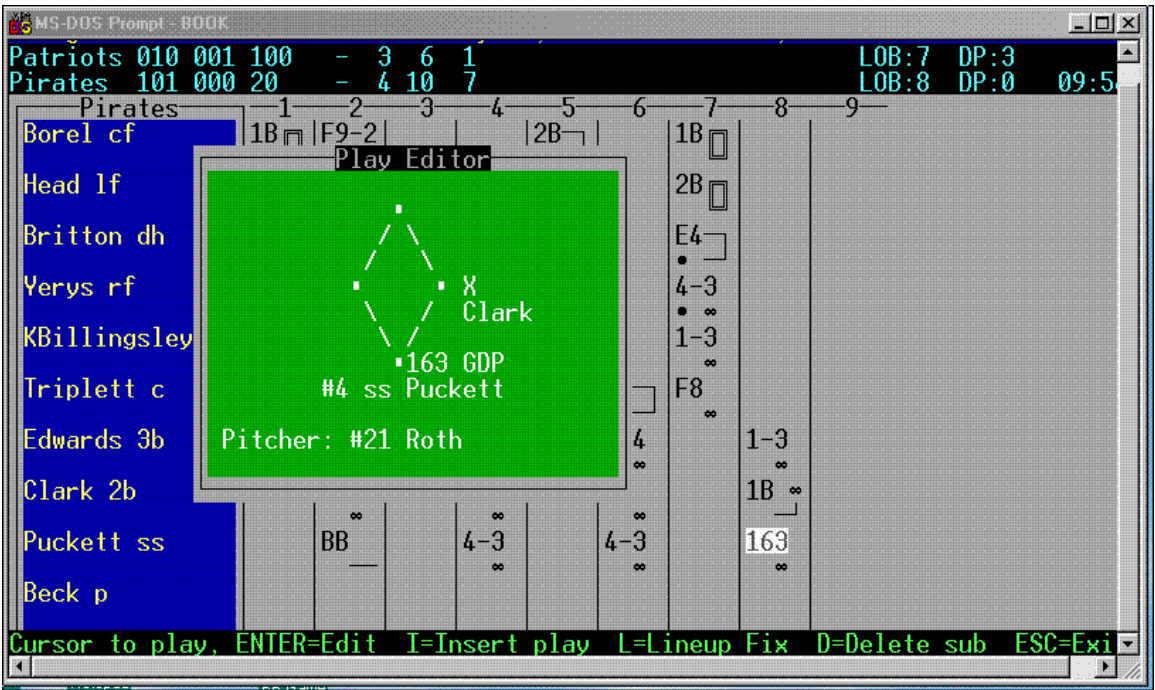 MS-DOS Prompt - BOOK
Patriots 010 001 100 - 3 6 1 LOB:7 DP:3
Pirates 101 000 20 - 4 10 7 LOB:8 DP:0 09:5
Pirates 1 2 3 4 5 6 7 8 9
Borel cf 1B F9-2 2B 1B
Play Editor
Head lf 2B
Britton dh E4
Yerys rf X 4-3
Clark
KBillingsley 1-3
163 GDP
Triplett c #4 ss Puckett F8
Edwards 3b Pitcher: #21 Roth 4 1-3
Clark 2b 1B
Puckett ss BB 4-3 4-3 163
Beck p
Cursor to play, ENTER=Edit I=Insert play L=Lineup Fix D=Delete sub ESC=Exi